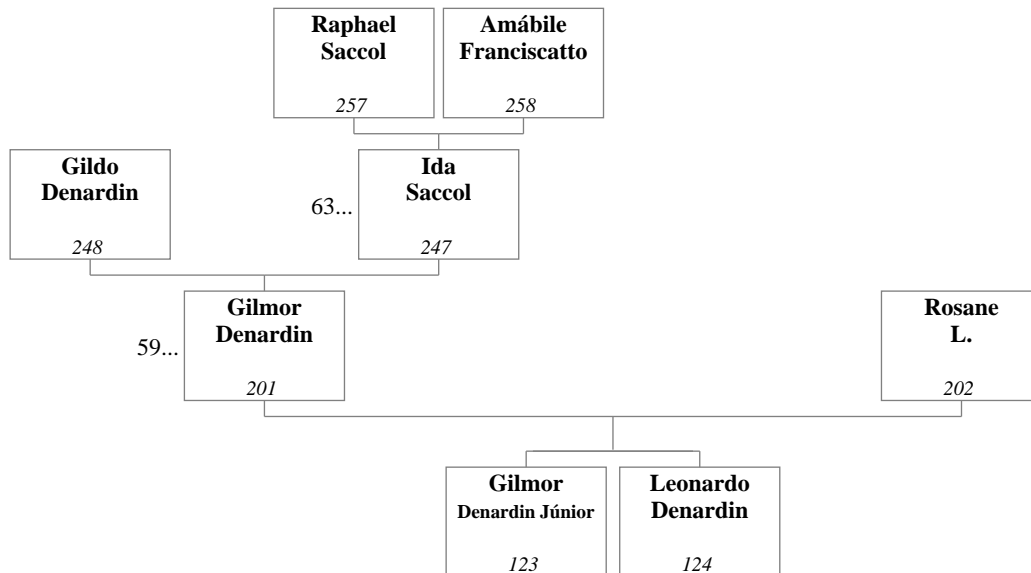 Raphael
Saccol
257
Amábile
Franciscatto
258
Gildo
Denardin
248
63...
Ida
Saccol
247
59...
Gilmor
Denardin
201
Rosane
L.
202
Gilmor
Denardin Júnior
123
Leonardo
Denardin
124